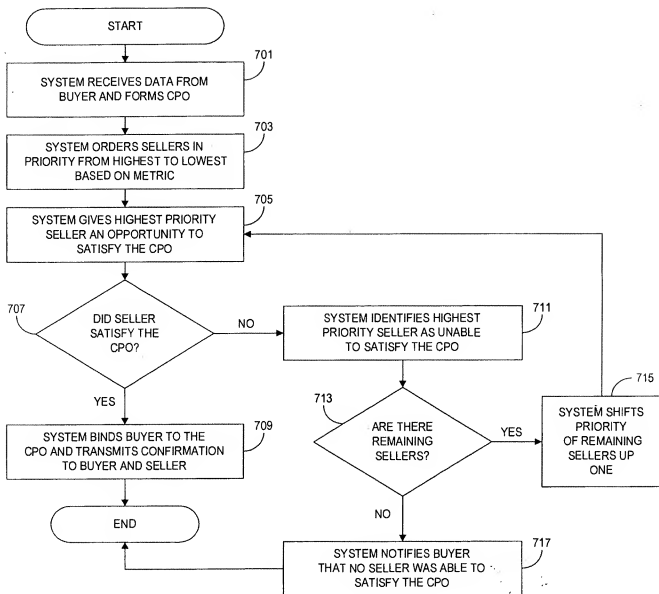 START
701
SYSTEM RECEIVES DATA FROM
BUYER AND FORMS CPO
703
SYSTEM ORDERS SELLERS IN
PRIORITY FROM HIGHEST TO LOWEST
BASED ON METRIC
705
SYSTEM GIVES HIGHEST PRIORITY
SELLER AN OPPORTUNITY TO
SATISFY THE CPO
707
DID SELLER
SATISFY THE
CPO?
NO
YES
711
SYSTEM IDENTIFIES HIGHEST
PRIORITY SELLER AS UNABLE
TO SATISFY THE CPO
713
ARE THERE
REMAINING
SELLERS?
YES
NO
715
SYSTEM SHIFTS
PRIORITY
OF REMAINING
SELLERS UP
ONE
709
SYSTEM BINDS BUYER TO THE
CPO AND TRANSMITS CONFIRMATION
TO BUYER AND SELLER
END
717
SYSTEM NOTIFIES BUYER
THAT NO SELLER WAS ABLE TO
SATISFY THE CPO